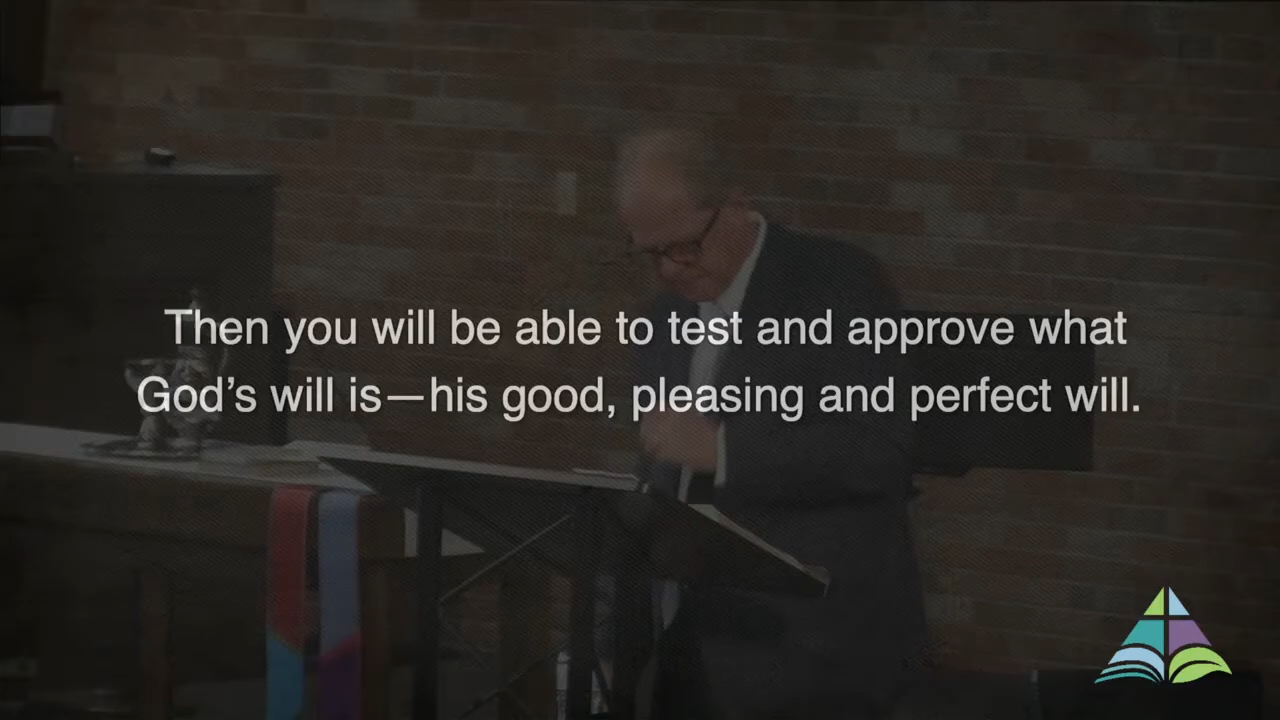 Then you will be able to test and approve what
God’s will is—his good, pleasing and perfect will.